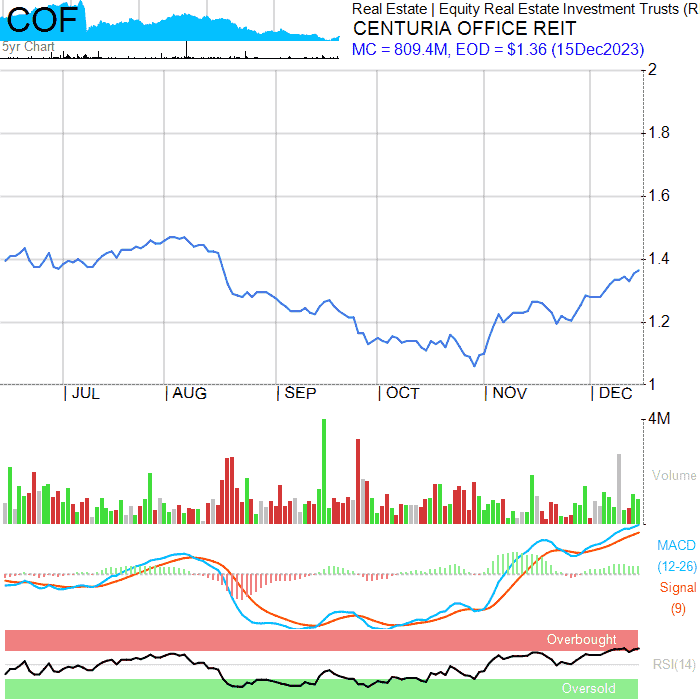 COF
5yr Chart
Real Estate | Equity Real Estate Investment Trusts (R
CENTURIA OFFICE REIT
MC = 809.4M, EOD = $1.36 (15Dec2023)
2
1.8
1.6
1.4
1.2
1
JUL AUG SEP OCT NOV DEC
4M
Volume
MACD
(12-26)
Signal
(9)
Overbought
RSI(14)
Oversold